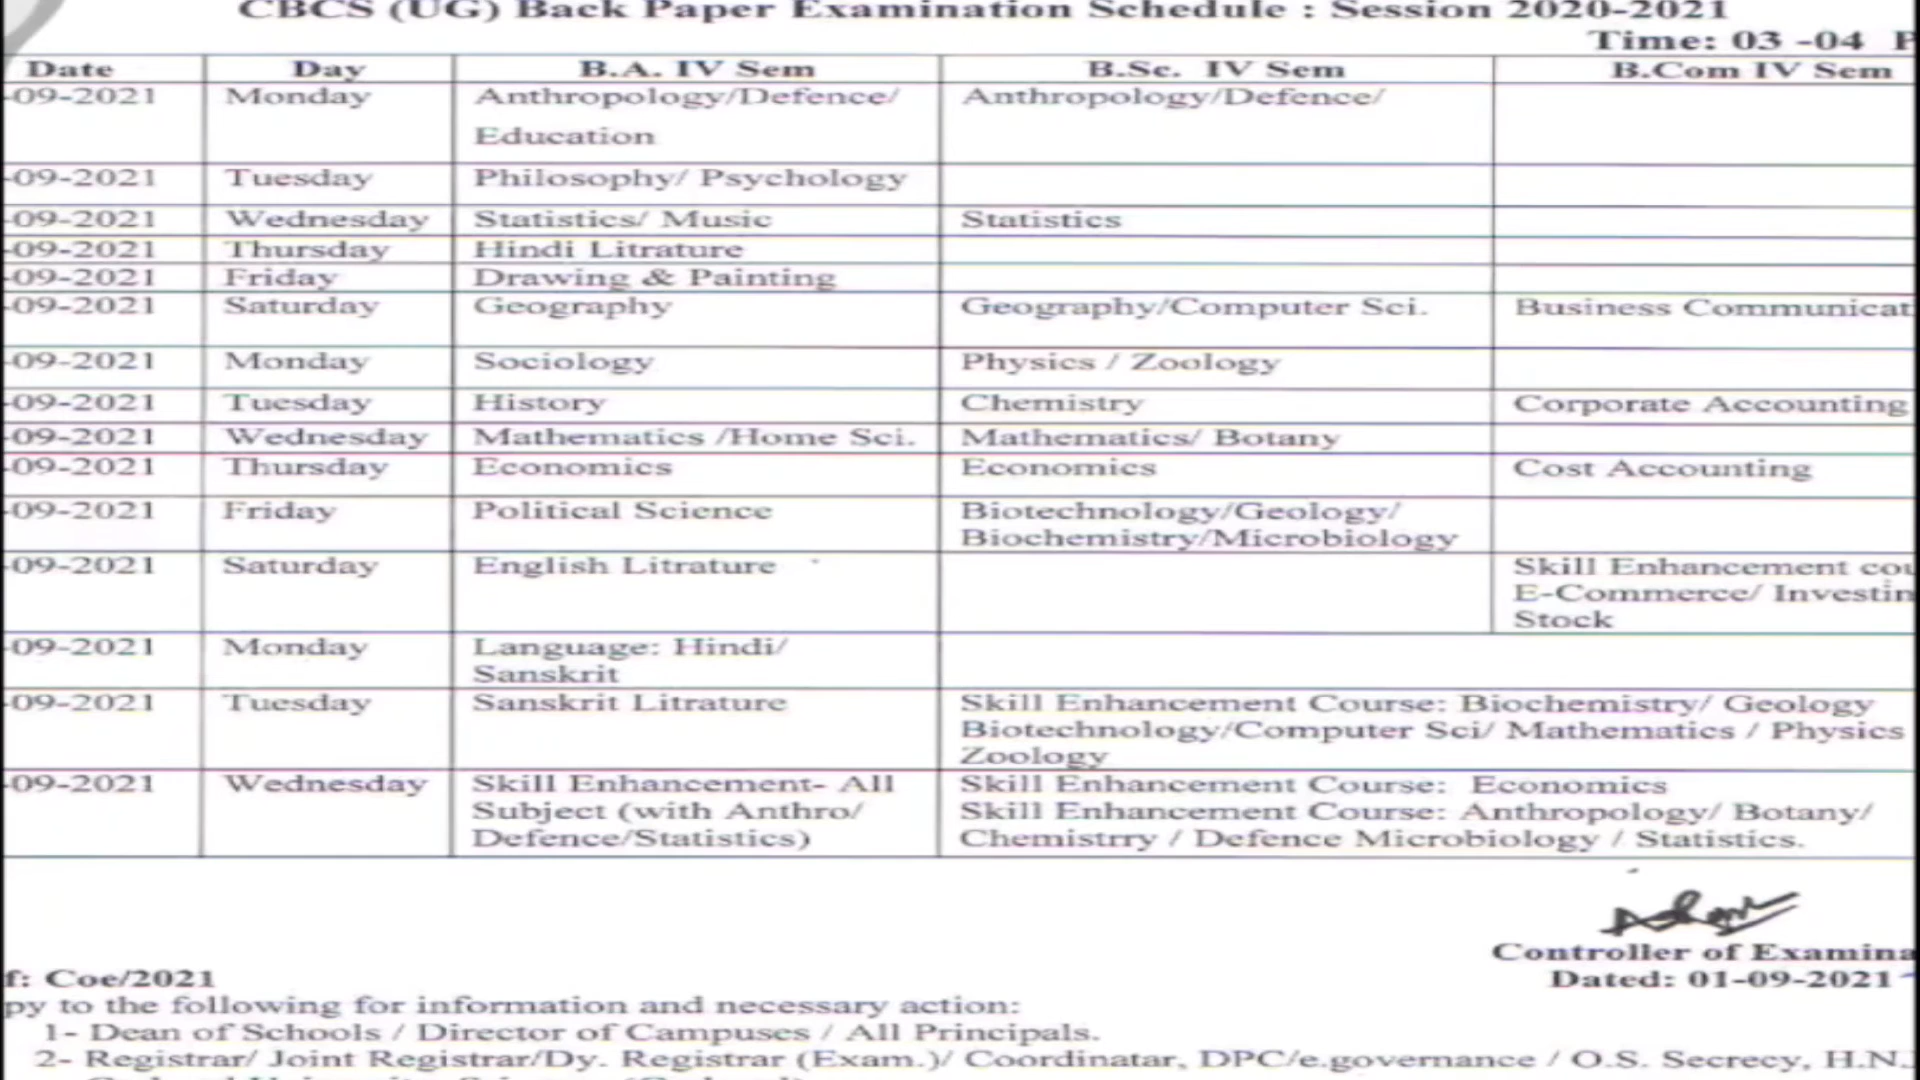 CBCS (UG) Back Paper Examination Schedule : Session 2020-2021
Time: 03 -04
Date Day B.A. IV Sem B.Sc. IV Sem B.Com IV Sem
-09-2021 Monday Anthropology/Defence/ Anthropology/Defence/
Education
-09-2021 Tuesday Philosophy/ Psychology
-09-2021 Wednesday Statistics/ Music Statistics
-09-2021 Thursday Hindi Litrature
-09-2021 Friday Drawing & Painting
-09-2021 Saturday Geography Geography/Computer Sci. Business Communicat
-09-2021 Monday Sociology Physics / Zoology
-09-2021 Tuesday History Chemistry Corporate Accounting
-09-2021 Wednesday Mathematics /Home Sci. Mathematics/ Botany
-09-2021 Thursday Economics Economics Cost Accounting
-09-2021 Friday Political Science Biotechnology/Geology/
Biochemistry/Microbiology
-09-2021 Saturday English Litrature Skill Enhancement cou
E-Commerce/ Investin
Stock
-09-2021 Monday Language: Hindi/
Sanskrit
-09-2021 Tuesday Sanskrit Litrature Skill Enhancement Course: Biochemistry/ Geology
Biotechnology/Computer Sci/ Mathematics / Physics
Zoology
-09-2021 Wednesday Skill Enhancement- All Skill Enhancement Course: Economics
Subject (with Anthro/ Skill Enhancement Course: Anthropology/ Botany/
Defence/Statistics) Chemistrry / Defence Microbiology / Statistics.
Controller of Examina
f: Coe/2021 Dated: 01-09-2021
py to the following for information and necessary action:
1- Dean of Schools / Director of Campuses / All Principals.
2- Registrar/ Joint Registrar/Dy. Registrar (Exam.)/ Coordinatar, DPC/e.governance / O.S. Secrecy, H.N.